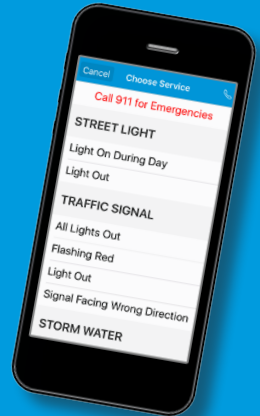 Cancel Choose Service
Call 911 for Emergencies
STREET LIGHT
Light On During Day
Light Out
TRAFFIC SIGNAL
All Lights Out
Flashing Red
Light Out
Signal Facing Wrong Direction
STORM WATER